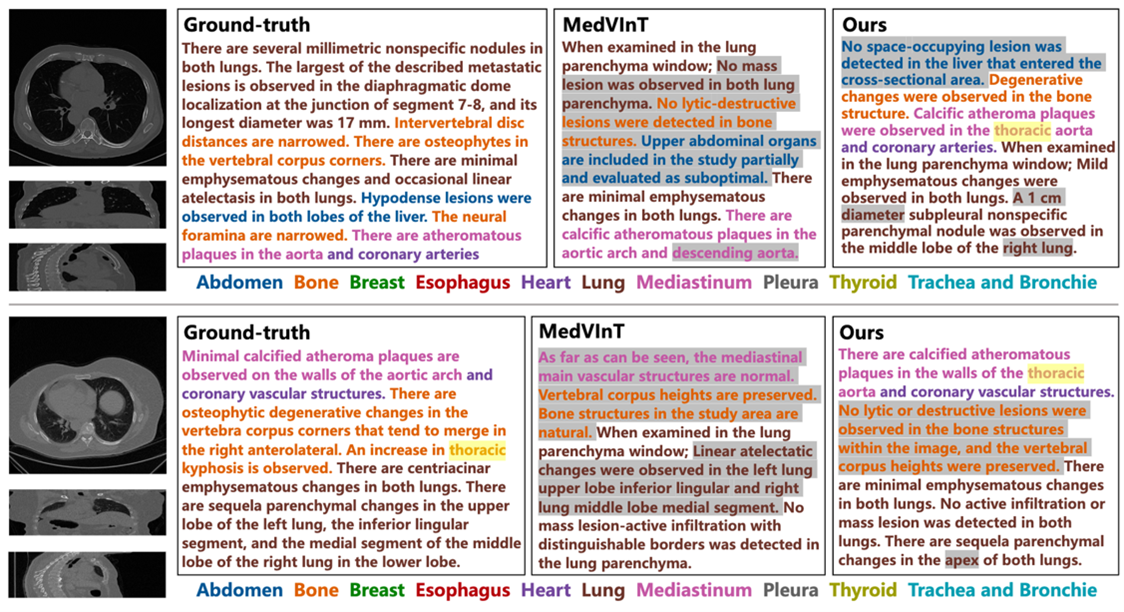 Ground-truth
There are several millimetric nonspecific nodules in
both lungs. The largest of the described metastatic
lesions is observed in the diaphragmatic dome
localization at the junction of segment 7-8, and its
longest diameter was 17 mm. Intervertebral disc
distances are narrowed. There are osteophytes in
the vertebral corpus corners. There are minimal
emphysematous changes and occasional linear
atelectasis in both lungs. Hypodense lesions were
observed in both lobes of the liver. The neural
foramina are narrowed. There are atheromatous
plaques in the aorta and coronary arteries
MedVInT
When examined in the lung
parenchyma window; No mass
lesion was observed in both lung
parenchyma. No lytic-destructive
lesions were detected in bone
structures. Upper abdominal organs
are included in the study partially
and evaluated as suboptimal. There
are minimal emphysematous
changes in both lungs. There are
calcific atheromatous plaques in the
aortic arch and descending aorta.
Ours
No space-occupying lesion was
detected in the liver that entered the
cross-sectional area. Degenerative
changes were observed in the bone
structure. Calcific atheroma plaques
were observed in the thoracic aorta
and coronary arteries. When examined
in the lung parenchyma window; Mild
emphysematous changes were
observed in both lungs. A 1 cm
diameter subpleural nonspecific
parenchymal nodule was observed in
the middle lobe of the right lung.
Abdomen Bone Breast Esophagus Heart Lung Mediastinum Pleura Thyroid Trachea and Bronchie
Ground-truth
Minimal calcified atheroma plaques are
observed on the walls of the aortic arch and
coronary vascular structures. There are
osteophytic degenerative changes in the
vertebra corpus corners that tend to merge in
the right anterolateral. An increase in thoracic
kyphosis is observed. There are centriacinar
emphysematous changes in both lungs. There
are sequela parenchymal changes in the upper
lobe of the left lung, the inferior lingular
segment, and the medial segment of the middle
lobe of the right lung in the lower lobe.
MedVInT
As far as can be seen, the mediastinal
main vascular structures are normal.
Vertebral corpus heights are preserved.
Bone structures in the study area are
natural. When examined in the lung
parenchyma window; Linear atelectatic
changes were observed in the left lung
upper lobe inferior lingular and right
lung middle lobe medial segment. No
mass lesion-active infiltration with
distinguishable borders was detected in
the lung parenchyma.
Ours
There are calcified atheromatous
plaques in the walls of the thoracic
aorta and coronary vascular structures.
No lytic or destructive lesions were
observed in the bone structures
within the image, and the vertebral
corpus heights were preserved. There
are minimal emphysematous changes
in both lungs. No active infiltration or
mass lesion was detected in both
lungs. There are sequela parenchymal
changes in the apex of both lungs.
Abdomen Bone Breast Esophagus Heart Lung Mediastinum Pleura Thyroid Trachea and Bronchie